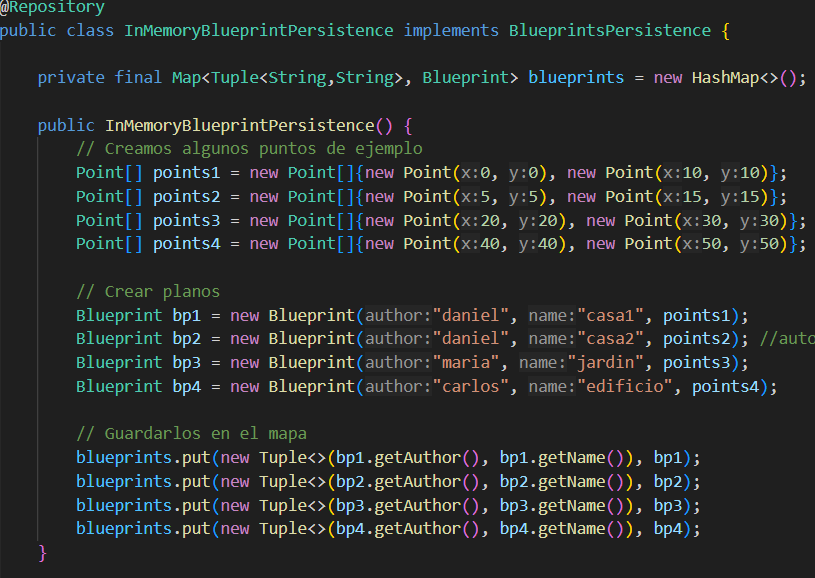 @Repository
public class InMemoryBlueprintPersistence implements BlueprintsPersistence {
private final Map<Tuple<String,String>, Blueprint> blueprints = new HashMap<>();
public InMemoryBlueprintPersistence() {
// Creamos algunos puntos de ejemplo
Point[] points1 = new Point[]{new Point(x:0, y:0), new Point(x:10, y:10)};
Point[] points2 = new Point[]{new Point(x:5, y:5), new Point(x:15, y:15)};
Point[] points3 = new Point[]{new Point(x:20, y:20), new Point(x:30, y:30)};
Point[] points4 = new Point[]{new Point(x:40, y:40), new Point(x:50, y:50)};
// Crear planos
Blueprint bp1 = new Blueprint(author:"daniel", name:"casa1", points1);
Blueprint bp2 = new Blueprint(author:"daniel", name:"casa2", points2); //auto
Blueprint bp3 = new Blueprint(author:"maria", name:"jardin", points3);
Blueprint bp4 = new Blueprint(author:"carlos", name:"edificio", points4);
// Guardarlos en el mapa
blueprints.put(new Tuple<>(bp1.getAuthor(), bp1.getName()), bp1);
blueprints.put(new Tuple<>(bp2.getAuthor(), bp2.getName()), bp2);
blueprints.put(new Tuple<>(bp3.getAuthor(), bp3.getName()), bp3);
blueprints.put(new Tuple<>(bp4.getAuthor(), bp4.getName()), bp4);
}